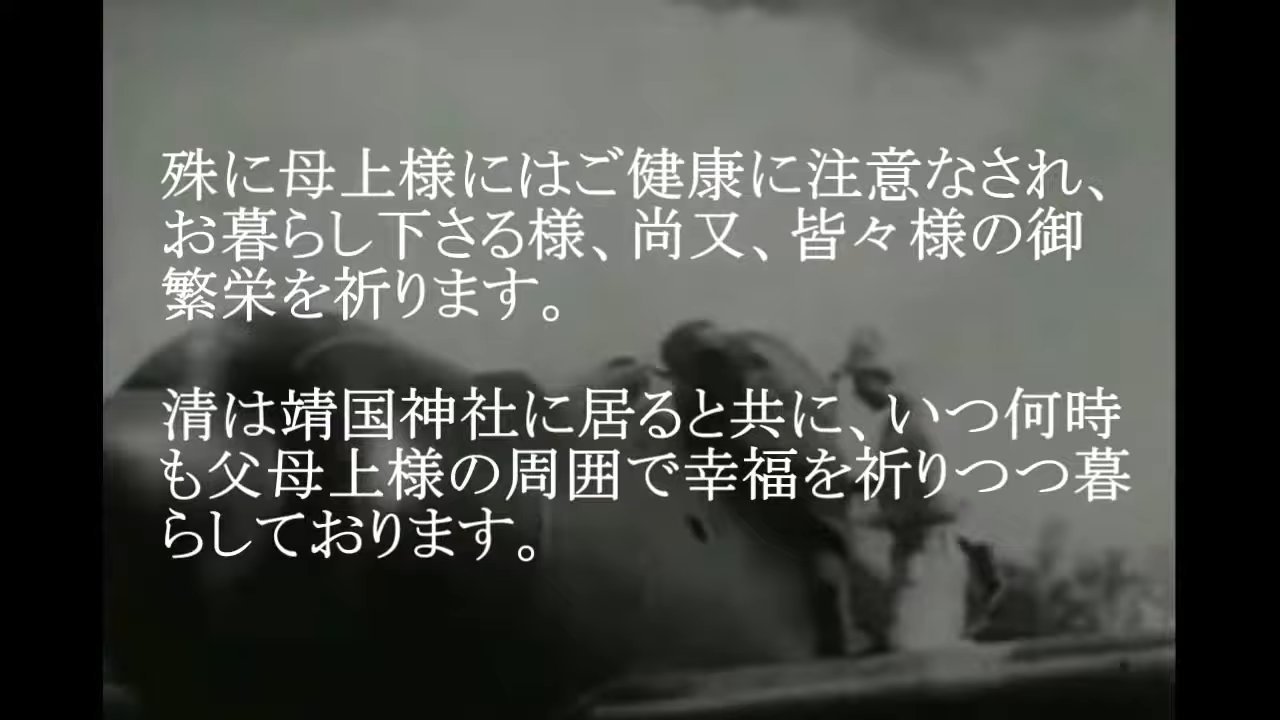 殊に母上様にはご健康に注意なされ、
お暮らし下さる様、尚又、皆々様の御
繁栄を祈ります。
清は靖国神社に居ると共に、いつ何時
も父母上様の周囲で幸福を祈りつつ暮
らしております。